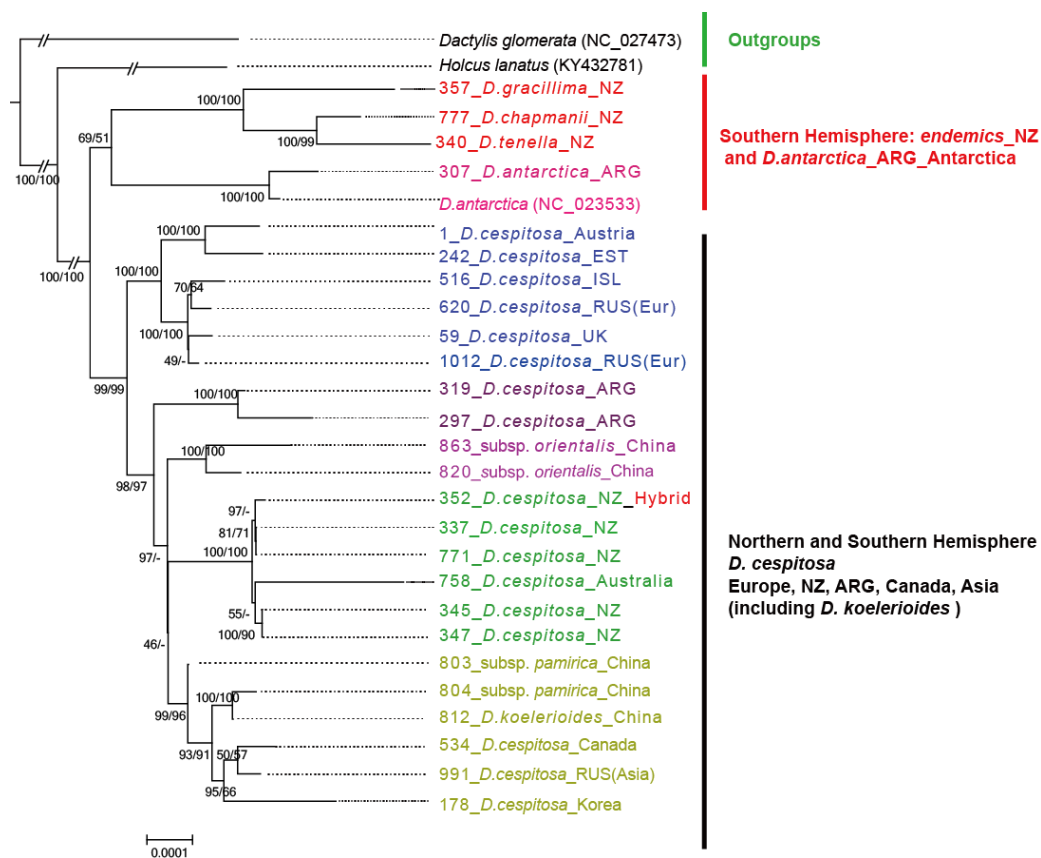 Dactylis glomerata (NC_027473)
Holcus lanatus (KY432781)
357_D.gracillima_NZ
777_D.chapmanii_NZ
340_D.tenella_NZ
307_D.antarctica_ARG
D.antarctica (NC_023533)
1_D.cespitosa_Austria
242_D.cespitosa_EST
516_D.cespitosa_ISL
620_D.cespitosa_RUS(Eur)
59_D.cespitosa_UK
1012_D.cespitosa_RUS(Eur)
319_D.cespitosa_ARG
297_D.cespitosa_ARG
863_subsp. orientalis_China
820_subsp. orientalis_China
352_D.cespitosa_NZ_Hybrid
337_D.cespitosa_NZ
771_D.cespitosa_NZ
758_D.cespitosa_Australia
345_D.cespitosa_NZ
347_D.cespitosa_NZ
803_subsp. pamirica_China
804_subsp. pamirica_China
812_D.koelerioides_China
534_D.cespitosa_Canada
991_D.cespitosa_RUS(Asia)
178_D.cespitosa_Korea
100/100
100/99
69/51
100/100
100/100
100/100
100/100
100/100
70/64
100/100
49/-
99/99
100/100
100/100
98/97
97/-
81/71
100/100
97/-
55/-
100/90
46/-
100/100
99/96
93/91
50/57
95/66
0.0001
Outgroups
Southern Hemisphere: endemics_NZ
and D.antarctica_ARG_Antarctica
Northern and Southern Hemisphere
D. cespitosa
Europe, NZ, ARG, Canada, Asia
(including D. koelerioides )